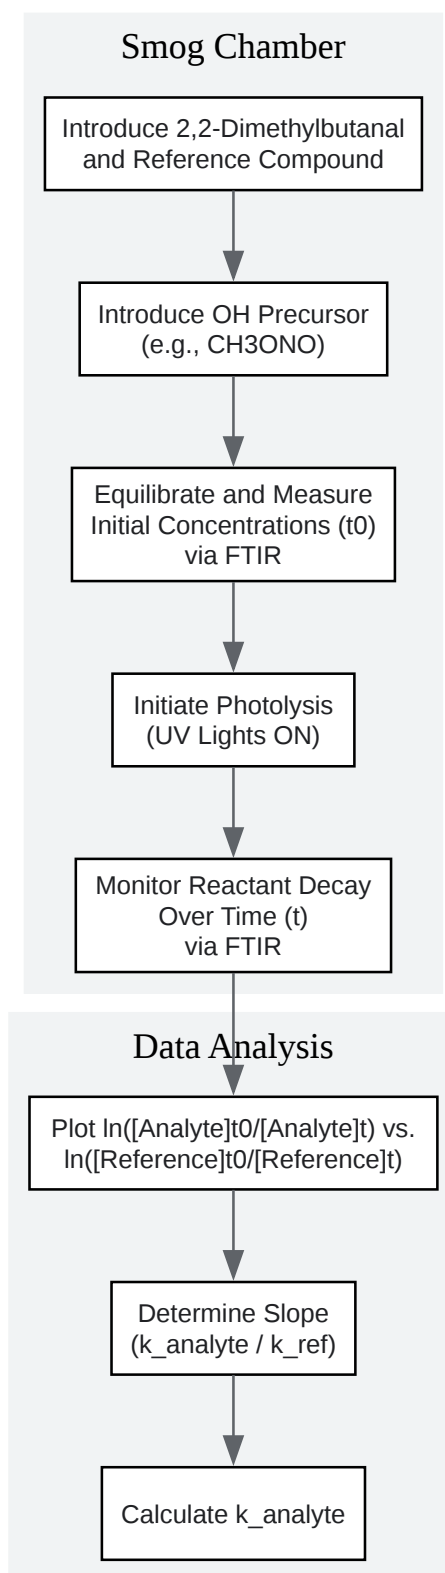 Smog Chamber
Introduce 2,2-Dimethylbutanal
and Reference Compound
Introduce OH Precursor
(e.g., CH3ONO)
Equilibrate and Measure
Initial Concentrations (t0)
via FTIR
Initiate Photolysis
(UV Lights ON)
Monitor Reactant Decay
Over Time (t)
via FTIR
Data Analysis
Plot ln([Analyte]t0/[Analyte]t) vs.
ln([Reference]t0/[Reference]t)
Determine Slope
(k_analyte / k_ref)
Calculate k_analyte